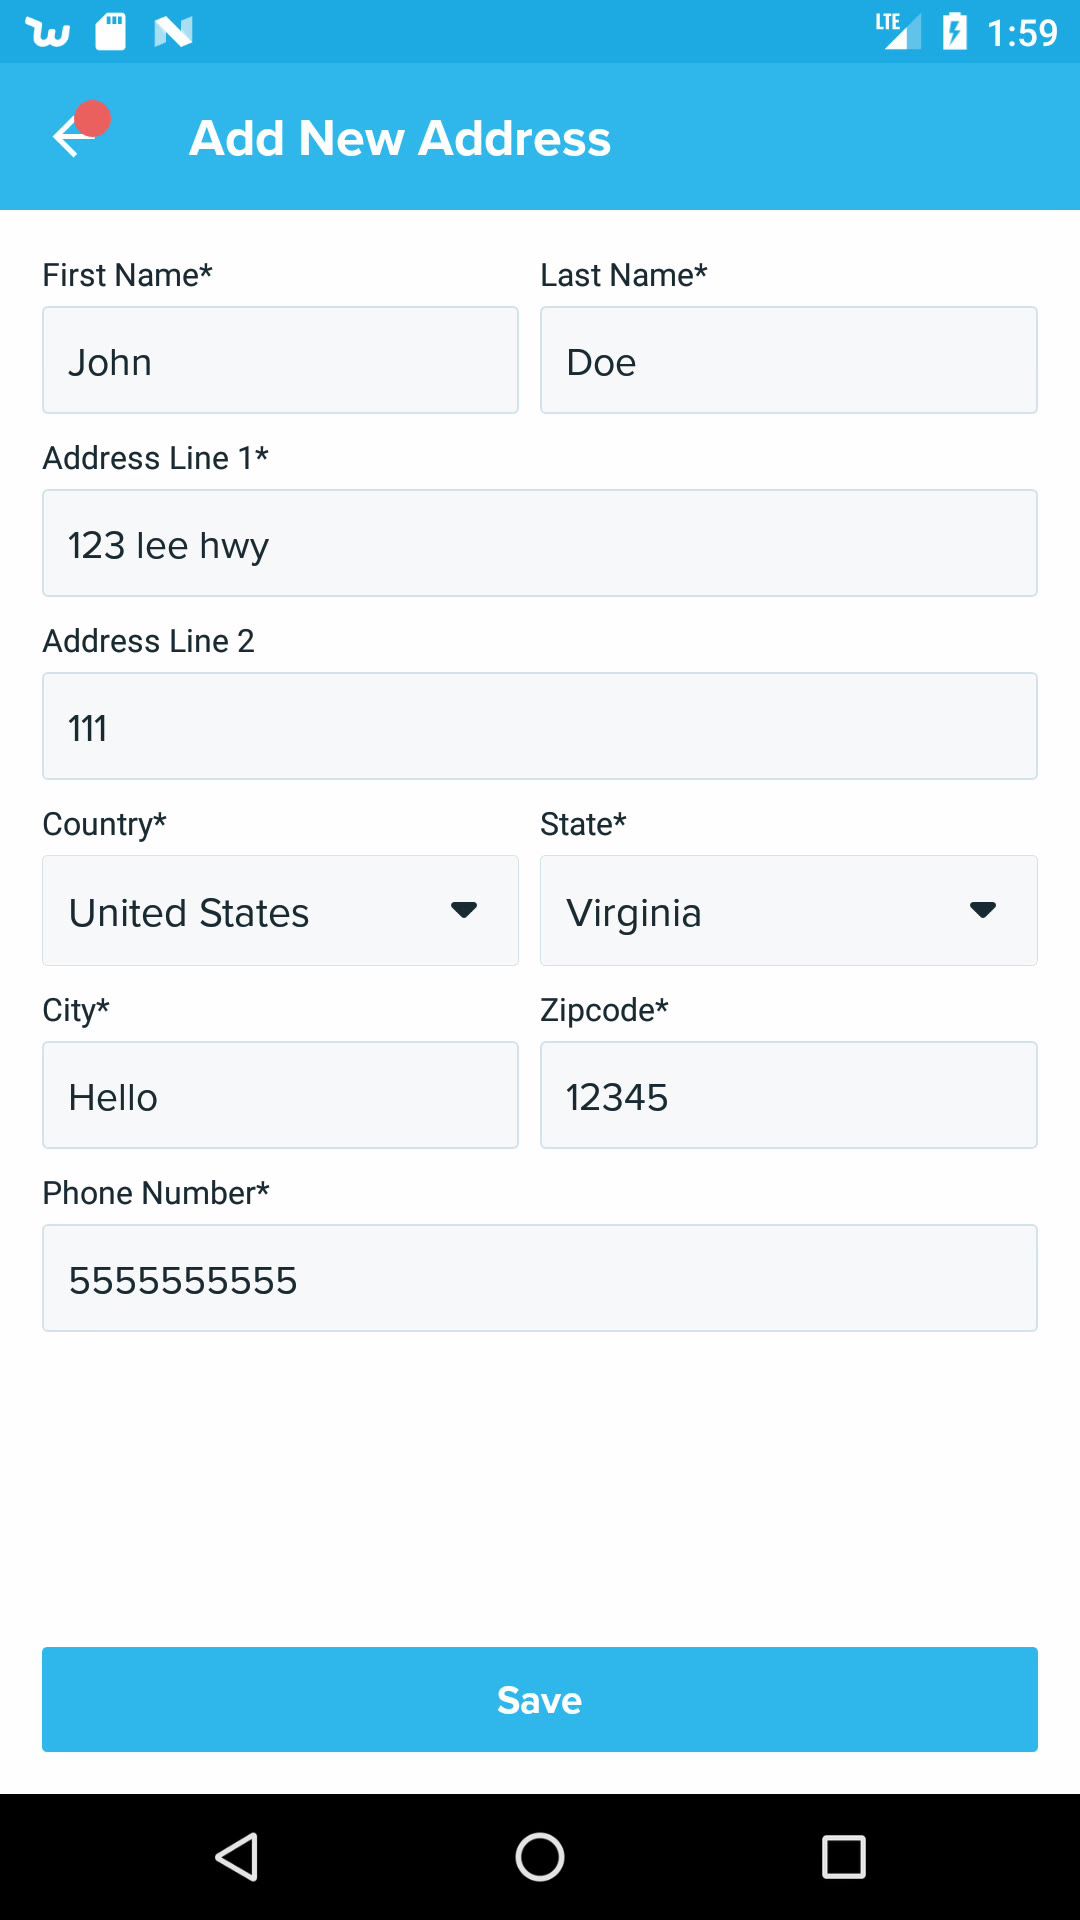 LTE 1:59
Add New Address
First Name* Last Name*
John Doe
Address Line 1*
123 lee hwy
Address Line 2
111
Country* State*
United States Virginia
City* Zipcode*
Hello 12345
Phone Number*
5555555555
Save